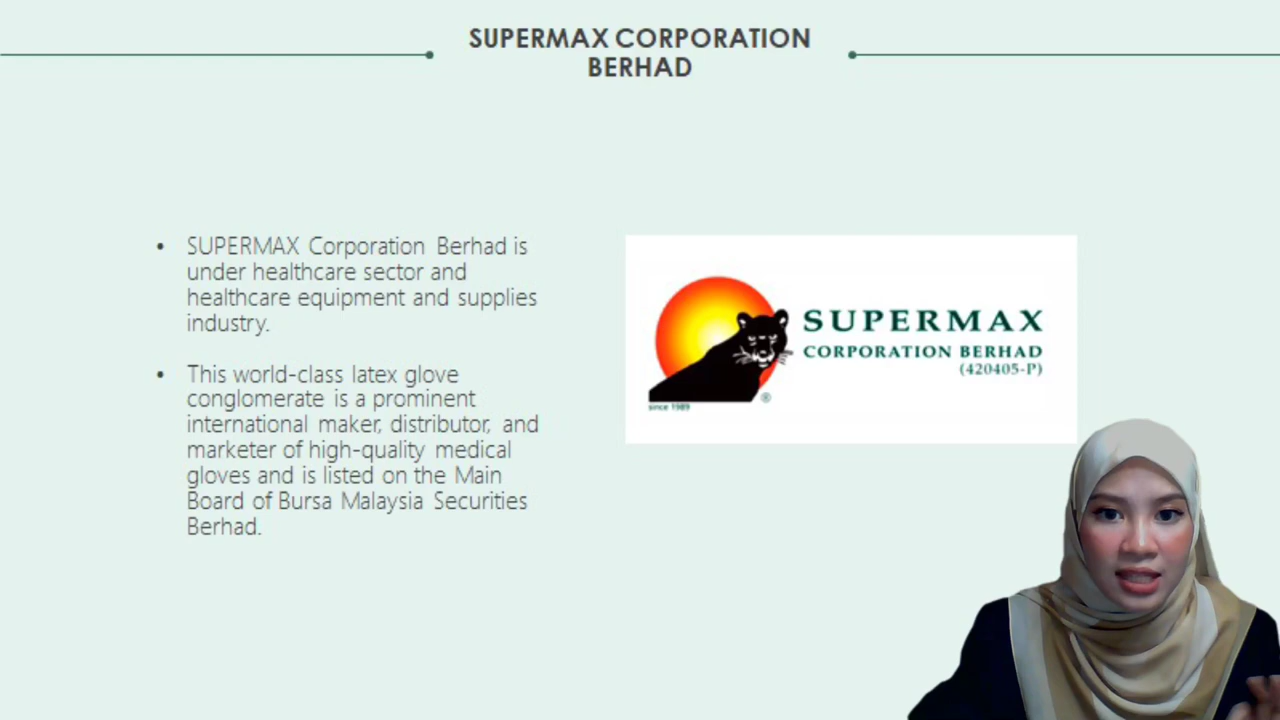 SUPERMAX CORPORATION
BERHAD
• SUPERMAX Corporation Berhad is
under healthcare sector and
healthcare equipment and supplies
industry.
• This world-class latex glove
conglomerate is a prominent
international maker, distributor, and
marketer of high-quality medical
gloves and is listed on the Main
Board of Bursa Malaysia Securities
Berhad.
SUPERMAX
CORPORATION BERHAD
(420405-P)
®
since 1989